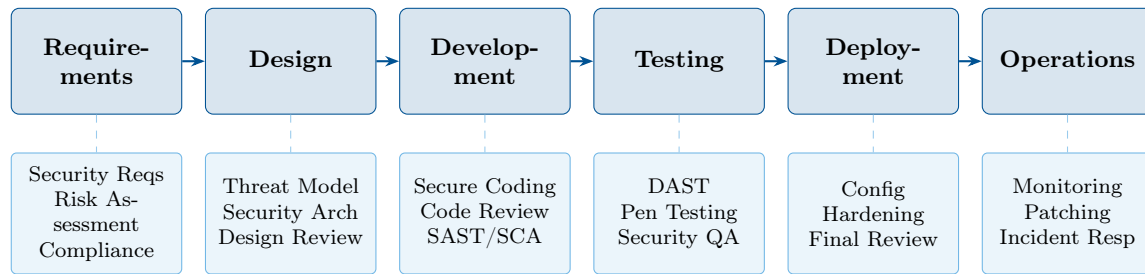 Require-
ments
Design
Develop-
ment
Testing
Deploy-
ment
Operations
Security Reqs
Risk As-
sessment
Compliance
Threat Model
Security Arch
Design Review
Secure Coding
Code Review
SAST/SCA
DAST
Pen Testing
Security QA
Config
Hardening
Final Review
Monitoring
Patching
Incident Resp